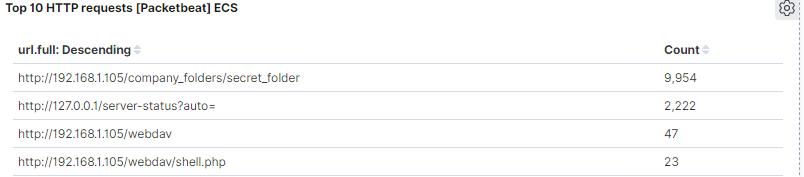 Top 10 HTTP requests [Packetbeat] ECS
url.full: Descending Count
http://192.168.1.105/company_folders/secret_folder 9,954
http://127.0.0.1/server-status?auto= 2,222
http://192.168.1.105/webdav 47
http://192.168.1.105/webdav/shell.php 23